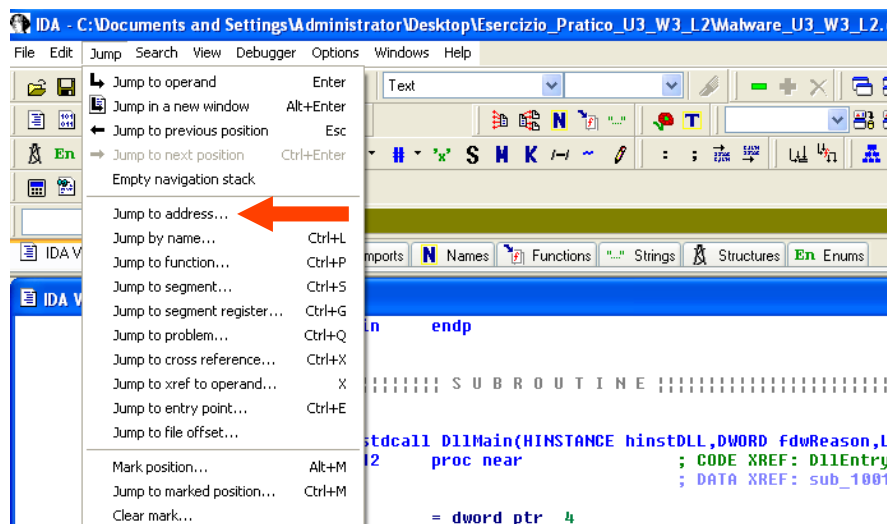 IDA - C:\Documents and Settings\Administrator\Desktop\Esercizio_Pratico_U3_W3_L2\Malware_U3_W3_L2.
File Edit Jump Search View Debugger Options Windows Help
Jump to operand Enter
Jump in a new window Alt+Enter
Jump to previous position Esc
Jump to next position Ctrl+Enter
Empty navigation stack
Jump to address...
Jump by name... Ctrl+L
Jump to function... Ctrl+P
Jump to segment... Ctrl+S
Jump to segment register... Ctrl+G
Jump to problem... Ctrl+Q
Jump to cross reference... Ctrl+X
Jump to xref to operand... X
Jump to entry point... Ctrl+E
Jump to file offset...
Mark position... Alt+M
Jump to marked position... Ctrl+M
Clear mark...
Text
En # 'x' S M K : ;
N "..." T
IDA V mports N Names Functions "..." Strings Structures En Enums
IDA V
in endp
S U B R O U T I N E
stdcall DllMain(HINSTANCE hinstDLL,DWORD fdwReason,L
12 proc near ; CODE XREF: DllEntry
; DATA XREF: sub_1001
= dword ptr 4